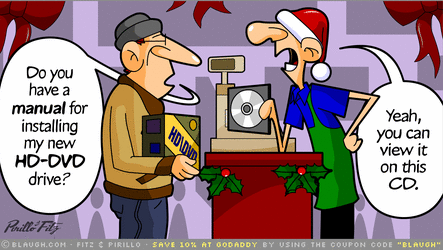 Do you
have a
manual for
installing
my new
HD-DVD
drive?
Yeah,
you can
view it
on this
CD.
HD DVD
Pirillo & Fitz
© BLAUGH.COM - FITZ & PIRILLO - SAVE 10% AT GODADDY BY USING THE COUPON CODE "BLAUGH"